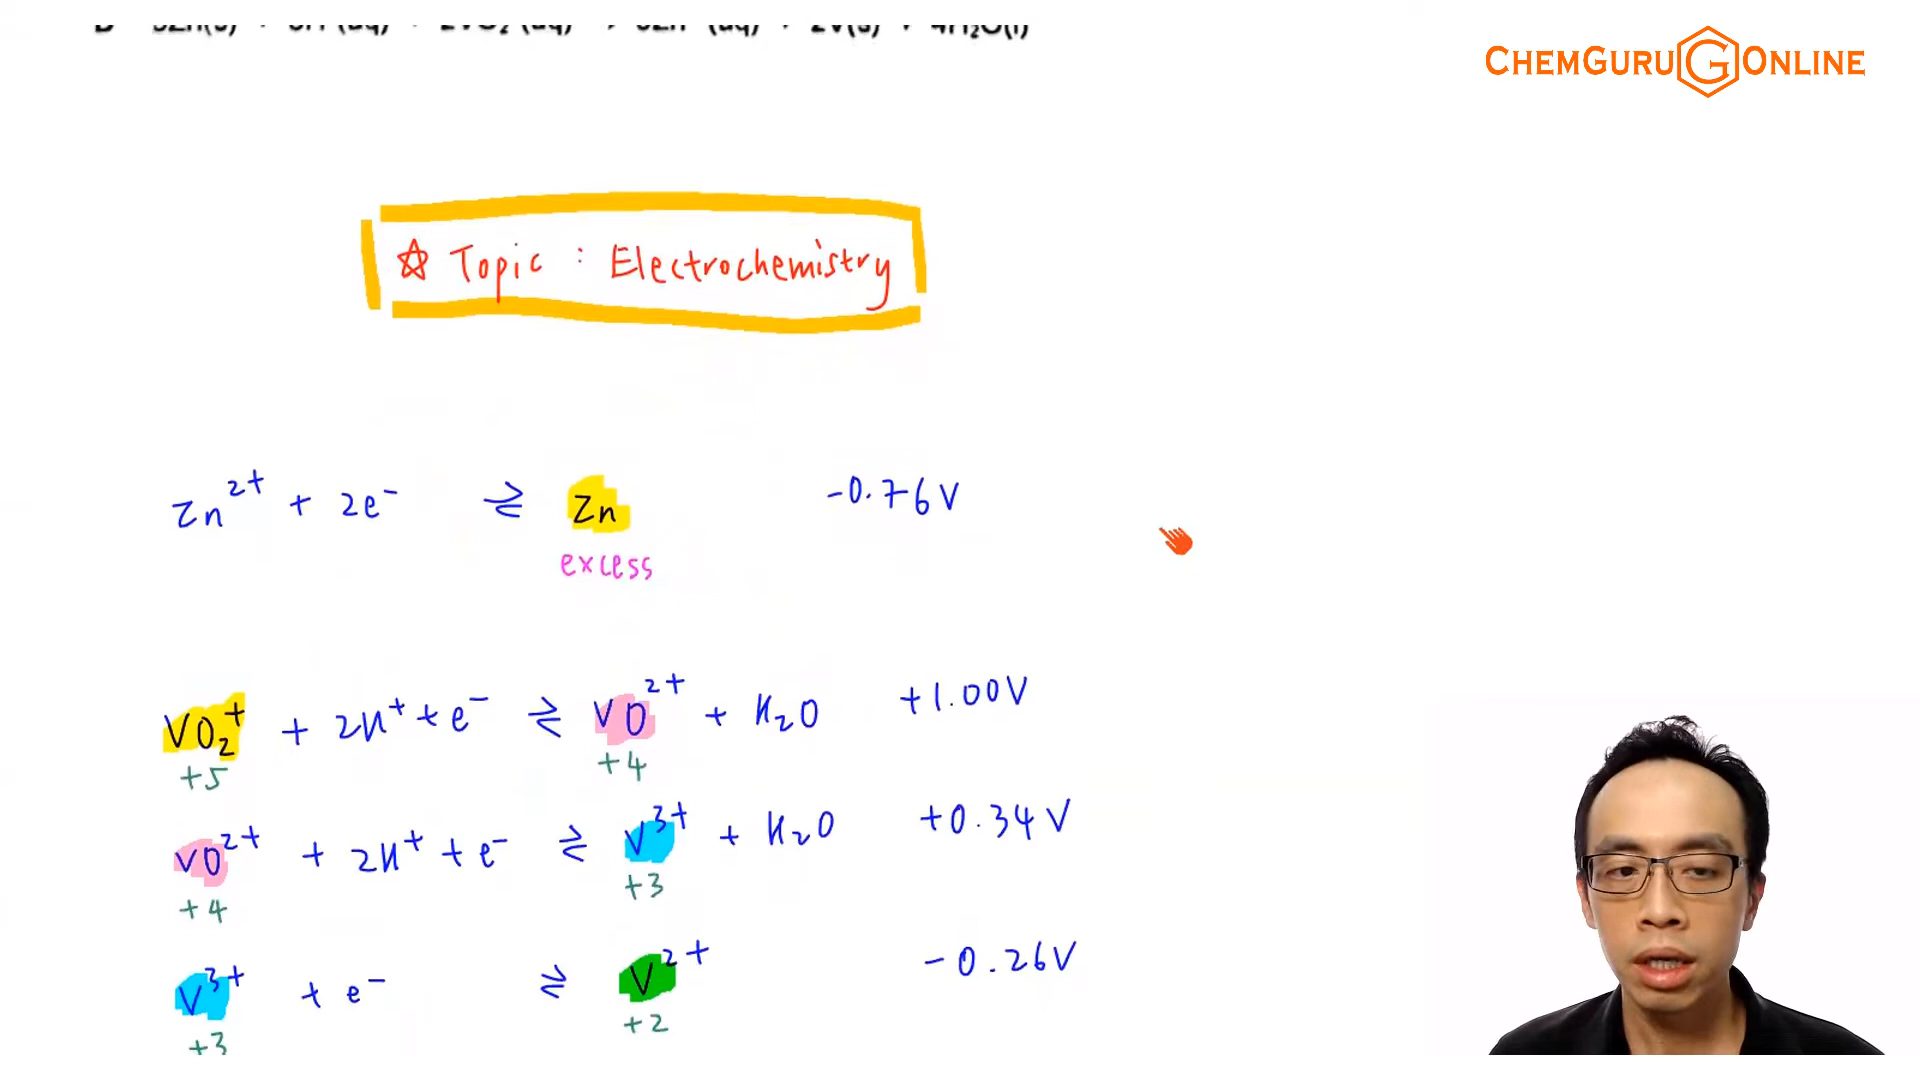 CHEMGURU G ONLINE
☆ Topic : Electrochemistry
Zn²⁺ + 2e⁻ ⇌ Zn -0.76V
excess
VO₂⁺ + 2H⁺ + e⁻ ⇌ VO²⁺ + H₂O +1.00V
+5 +4
VO²⁺ + 2H⁺ + e⁻ ⇌ V³⁺ + H₂O +0.34V
+4 +3
V³⁺ + e⁻ ⇌ V²⁺ -0.26V
+3 +2